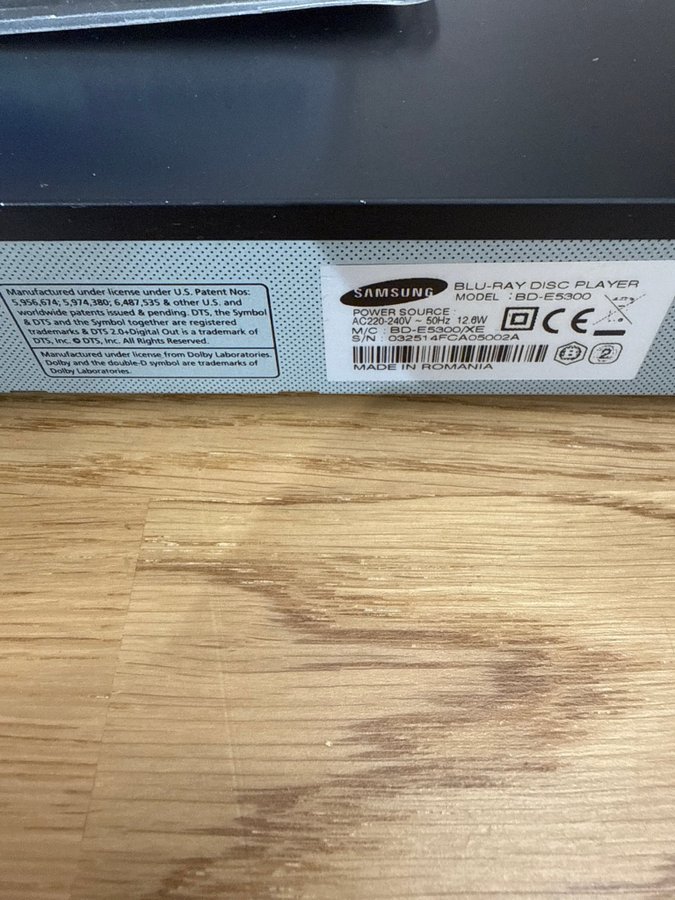 Manufactured under license under U.S. Patent Nos:
5,956,674; 5,974,380; 6,487,535 & other U.S. and
worldwide patents issued & pending. DTS, the Symbol
& DTS and the Symbol together are registered
trademarks & DTS 2.0+Digital Out is a trademark of
DTS, Inc. © DTS, Inc. All Rights Reserved.
Manufactured under license from Dolby Laboratories.
Dolby and the double-D symbol are trademarks of
Dolby Laboratories.
SAMSUNG
BLU-RAY DISC PLAYER
MODEL : BD-E5300
POWER SOURCE :
AC220-240V ~ 50Hz 12.6W
M/C : BD-E5300/XE
S/N : 032514FCA05002A
CE
B
2
MADE IN ROMANIA